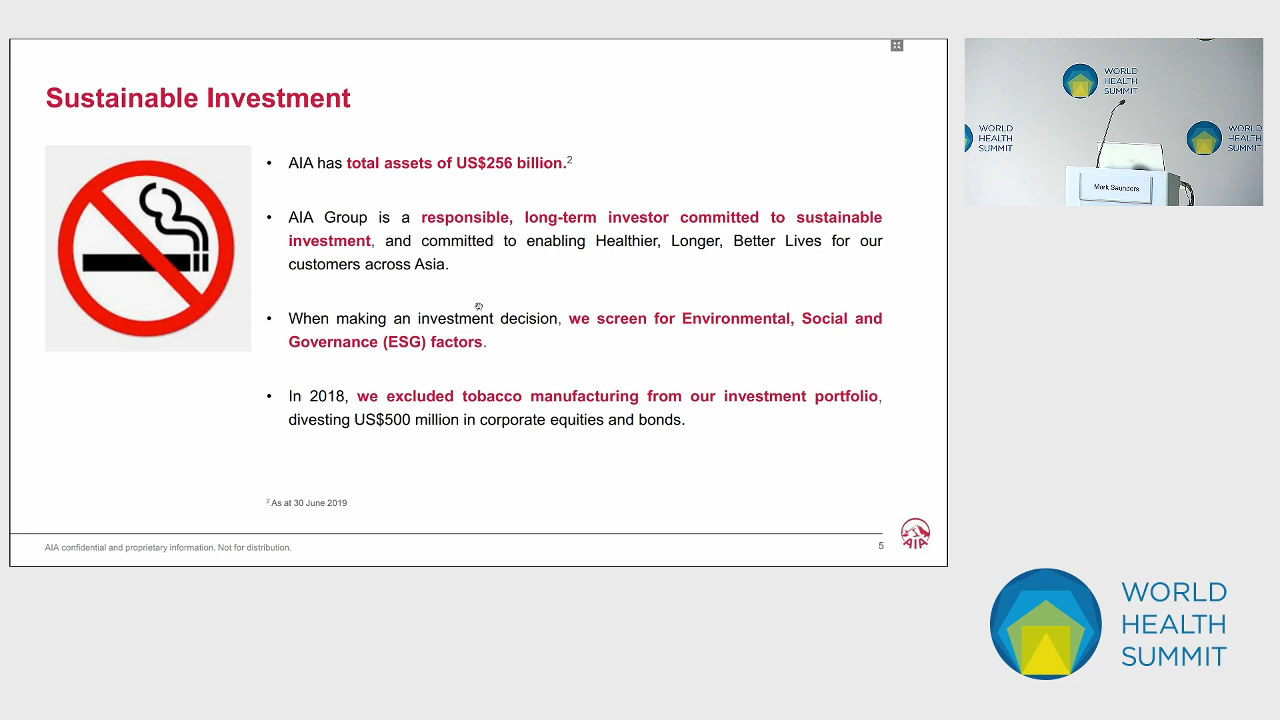 Sustainable Investment
• AIA has total assets of US$256 billion.²
• AIA Group is a responsible, long-term investor committed to sustainable
investment, and committed to enabling Healthier, Longer, Better Lives for our
customers across Asia.
• When making an investment decision, we screen for Environmental, Social and
Governance (ESG) factors.
• In 2018, we excluded tobacco manufacturing from our investment portfolio,
divesting US$500 million in corporate equities and bonds.
² As at 30 June 2019
AIA confidential and proprietary information. Not for distribution.
5
AIA
WORLD
HEALTH
SUMMIT
WORLD
HEALTH
SUMMIT
WORLD
HEALTH
SUMMIT
Mark Saunders
WORLD
HEALTH
SUMMIT